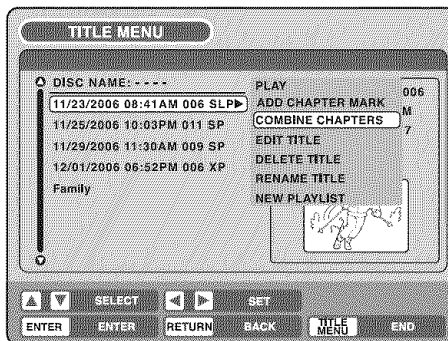 TITLE MENU
DISC NAME: - - - -
11/23/2006 08:41AM 006 SLP
11/25/2006 10:03PM 011 SP
11/29/2006 11:30AM 009 SP
12/01/2006 06:52PM 006 XP
Family
PLAY
ADD CHAPTER MARK
COMBINE CHAPTERS
EDIT TITLE
DELETE TITLE
RENAME TITLE
NEW PLAYLIST
006
M
7
SELECT SET
ENTER ENTER RETURN BACK TITLE MENU END